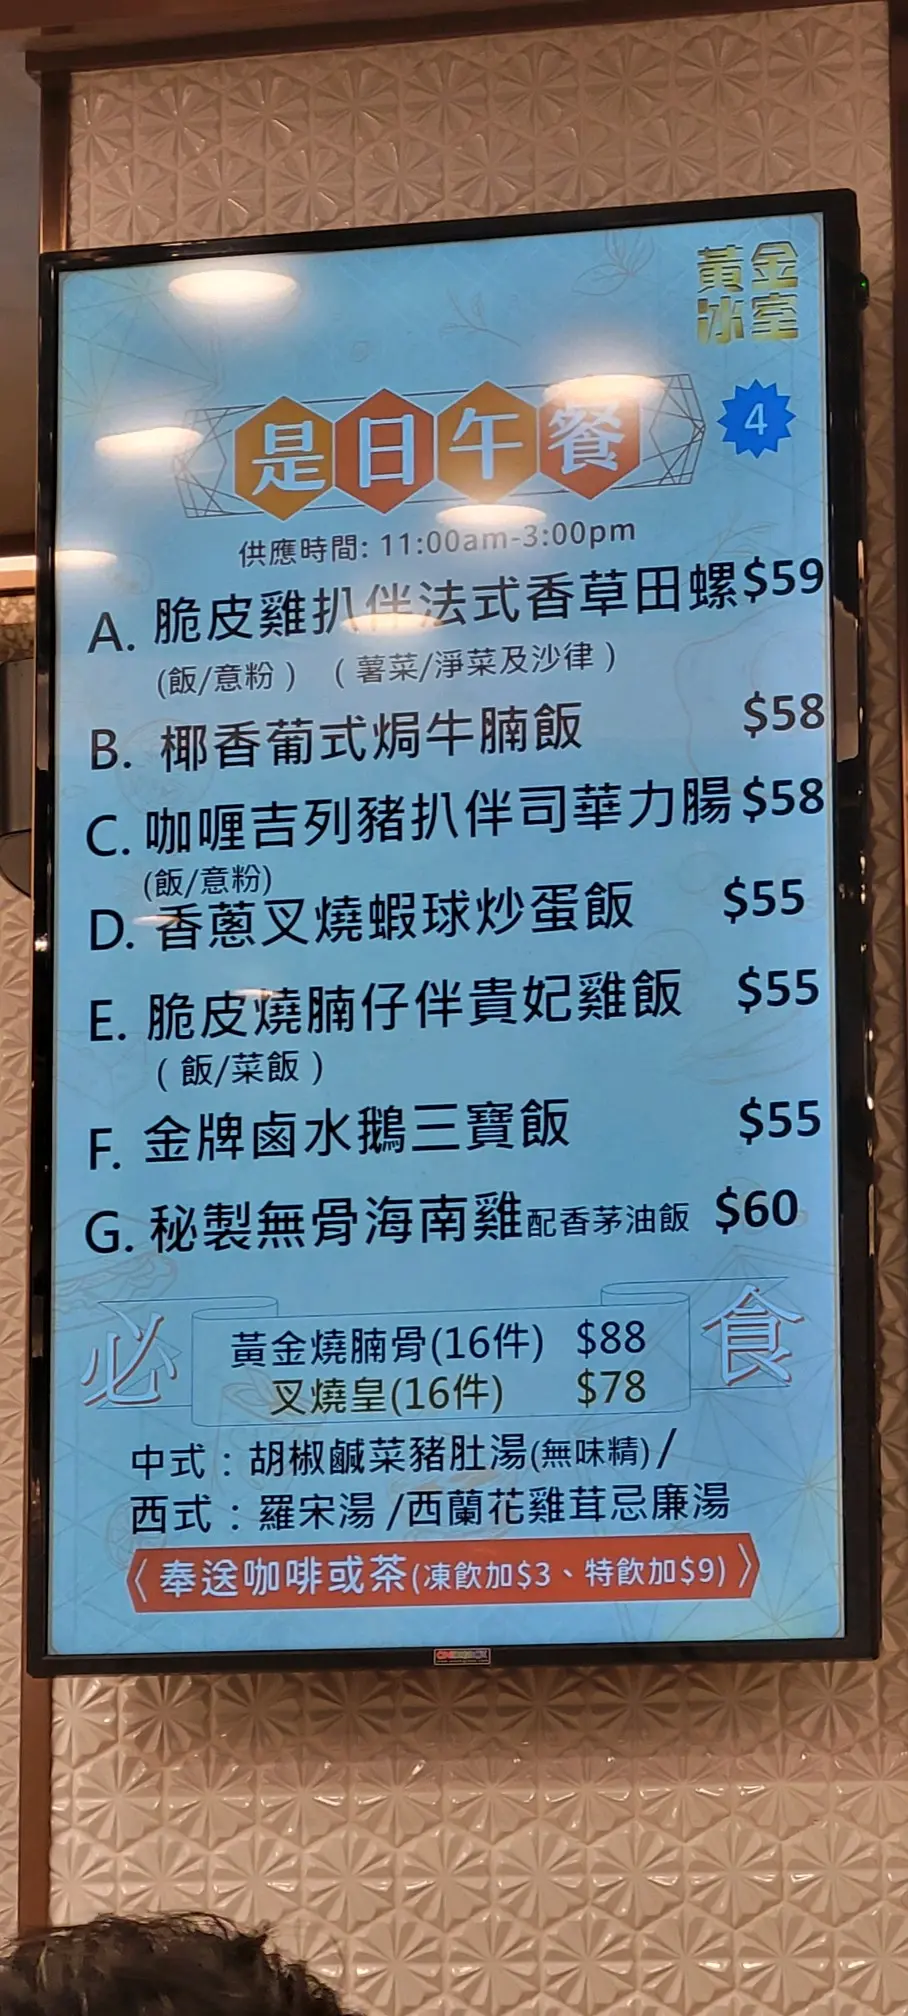 黃金
冰室
是日午餐
4
供應時間: 11:00am-3:00pm
A. 脆皮雞扒伴法式香草田螺 $59
(飯/意粉) (薯菜/淨菜及沙律)
B. 椰香葡式焗牛腩飯 $58
C. 咖喱吉列豬扒伴司華力腸 $58
(飯/意粉)
D. 香蔥叉燒蝦球炒蛋飯 $55
E. 脆皮燒腩仔伴貴妃雞飯 $55
(飯/菜飯)
F. 金牌鹵水鵝三寶飯 $55
G. 秘製無骨海南雞配香茅油飯 $60
必食
黃金燒腩骨(16件) $88
叉燒皇(16件) $78
中式：胡椒鹹菜豬肚湯(無味精)/
西式：羅宋湯/西蘭花雞茸忌廉湯
〈奉送咖啡或茶(凍飲加$3、特飲加$9)〉